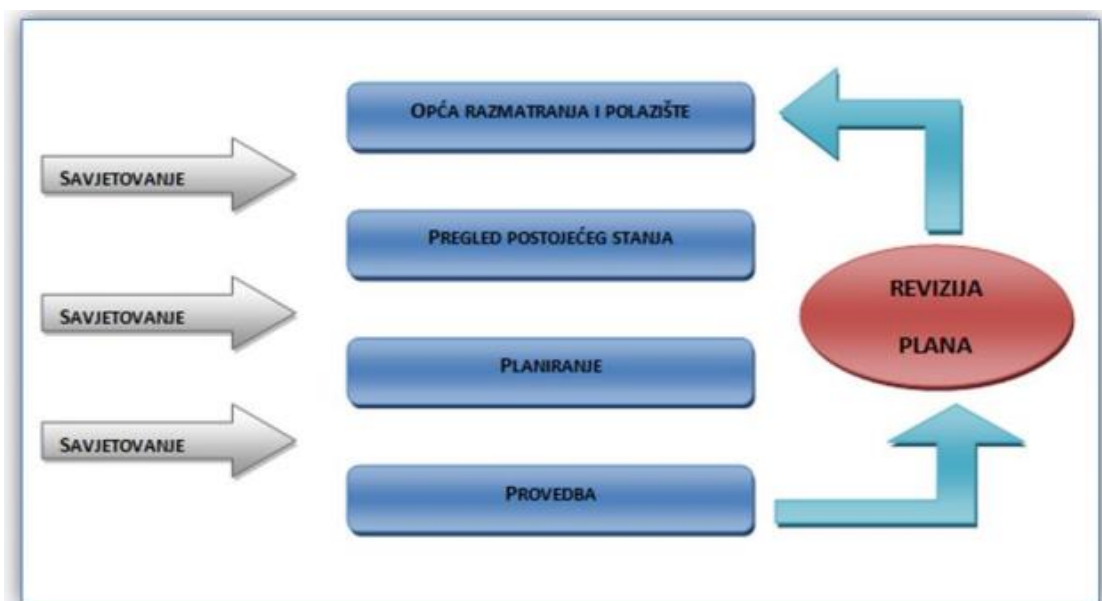 OPĆA RAZMATRANJA I POLAZIŠTE
SAVJETOVANJE
PREGLED POSTOJEĆEG STANJA
REVIZIJA
PLANA
SAVJETOVANJE
PLANIRANJE
SAVJETOVANJE
PROVEDBA